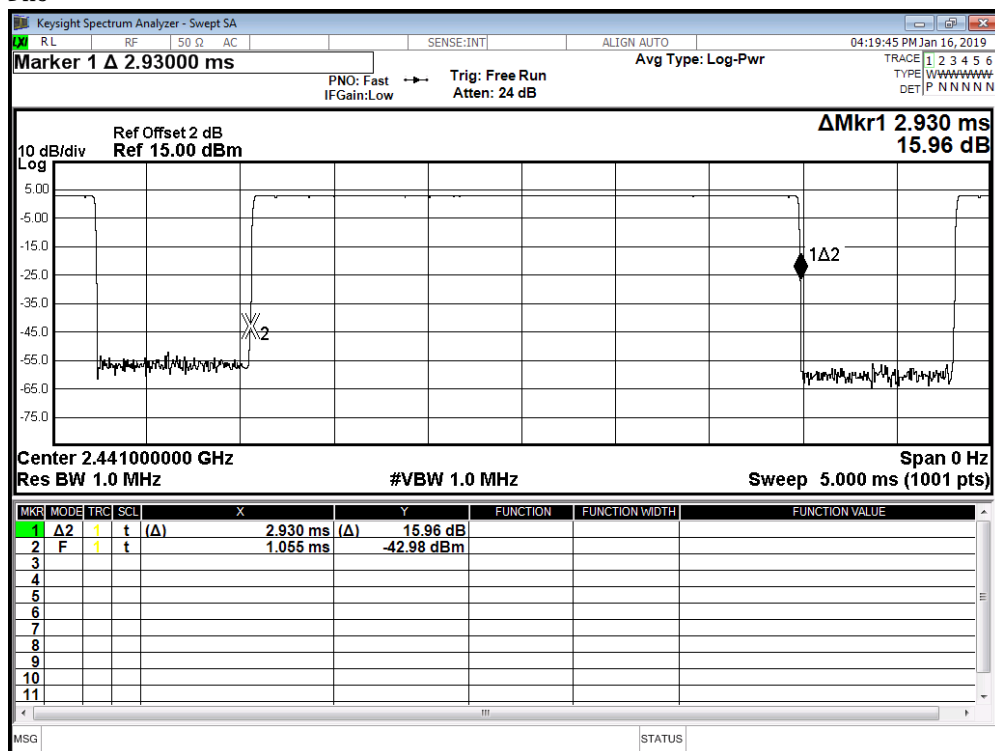 Keysight Spectrum Analyzer - Swept SA
LXI RL RF 50 Ω AC SENSE:INT ALIGN AUTO 04:19:45 PM Jan 16, 2019
Marker 1 Δ 2.93000 ms
PNO: Fast
IFGain:Low
Trig: Free Run
Atten: 24 dB
Avg Type: Log-Pwr
TRACE 1 2 3 4 5 6
TYPE WWWWWW
DET P N N N N N
Ref Offset 2 dB
10 dB/div Ref 15.00 dBm
Log
ΔMkr1 2.930 ms
15.96 dB
5.00
-5.00
-15.0
-25.0
-35.0
-45.0
-55.0
-65.0
-75.0
1Δ2
2
Center 2.441000000 GHz Span 0 Hz
Res BW 1.0 MHz #VBW 1.0 MHz Sweep 5.000 ms (1001 pts)
MKR MODE TRC SCL X Y FUNCTION FUNCTION WIDTH FUNCTION VALUE
1 Δ2 1 t (Δ) 2.930 ms (Δ) 15.96 dB
2 F 1 t 1.055 ms -42.98 dBm
3
4
5
6
7
8
9
10
11
MSG STATUS